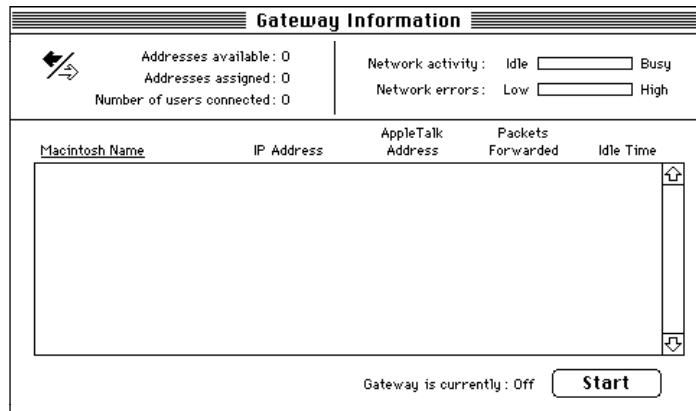 Gateway Information
Addresses available: 0
Addresses assigned: 0
Number of users connected: 0
Network activity: Idle Busy
Network errors: Low High
Macintosh Name IP Address AppleTalk Address Packets Forwarded Idle Time
Gateway is currently: Off Start